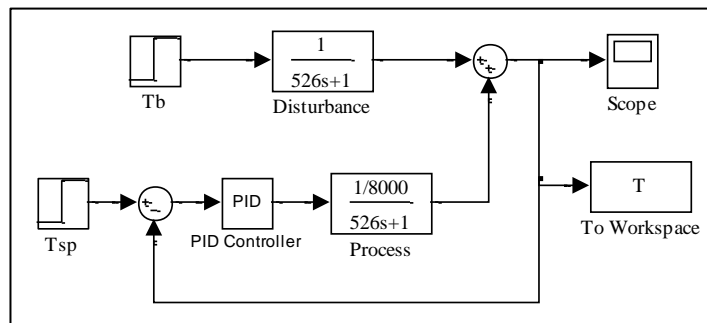 1
526s+1
Tb
Disturbance
Scope
PID
1/8000
526s+1
T
Tsp
PID Controller
Process
To Workspace